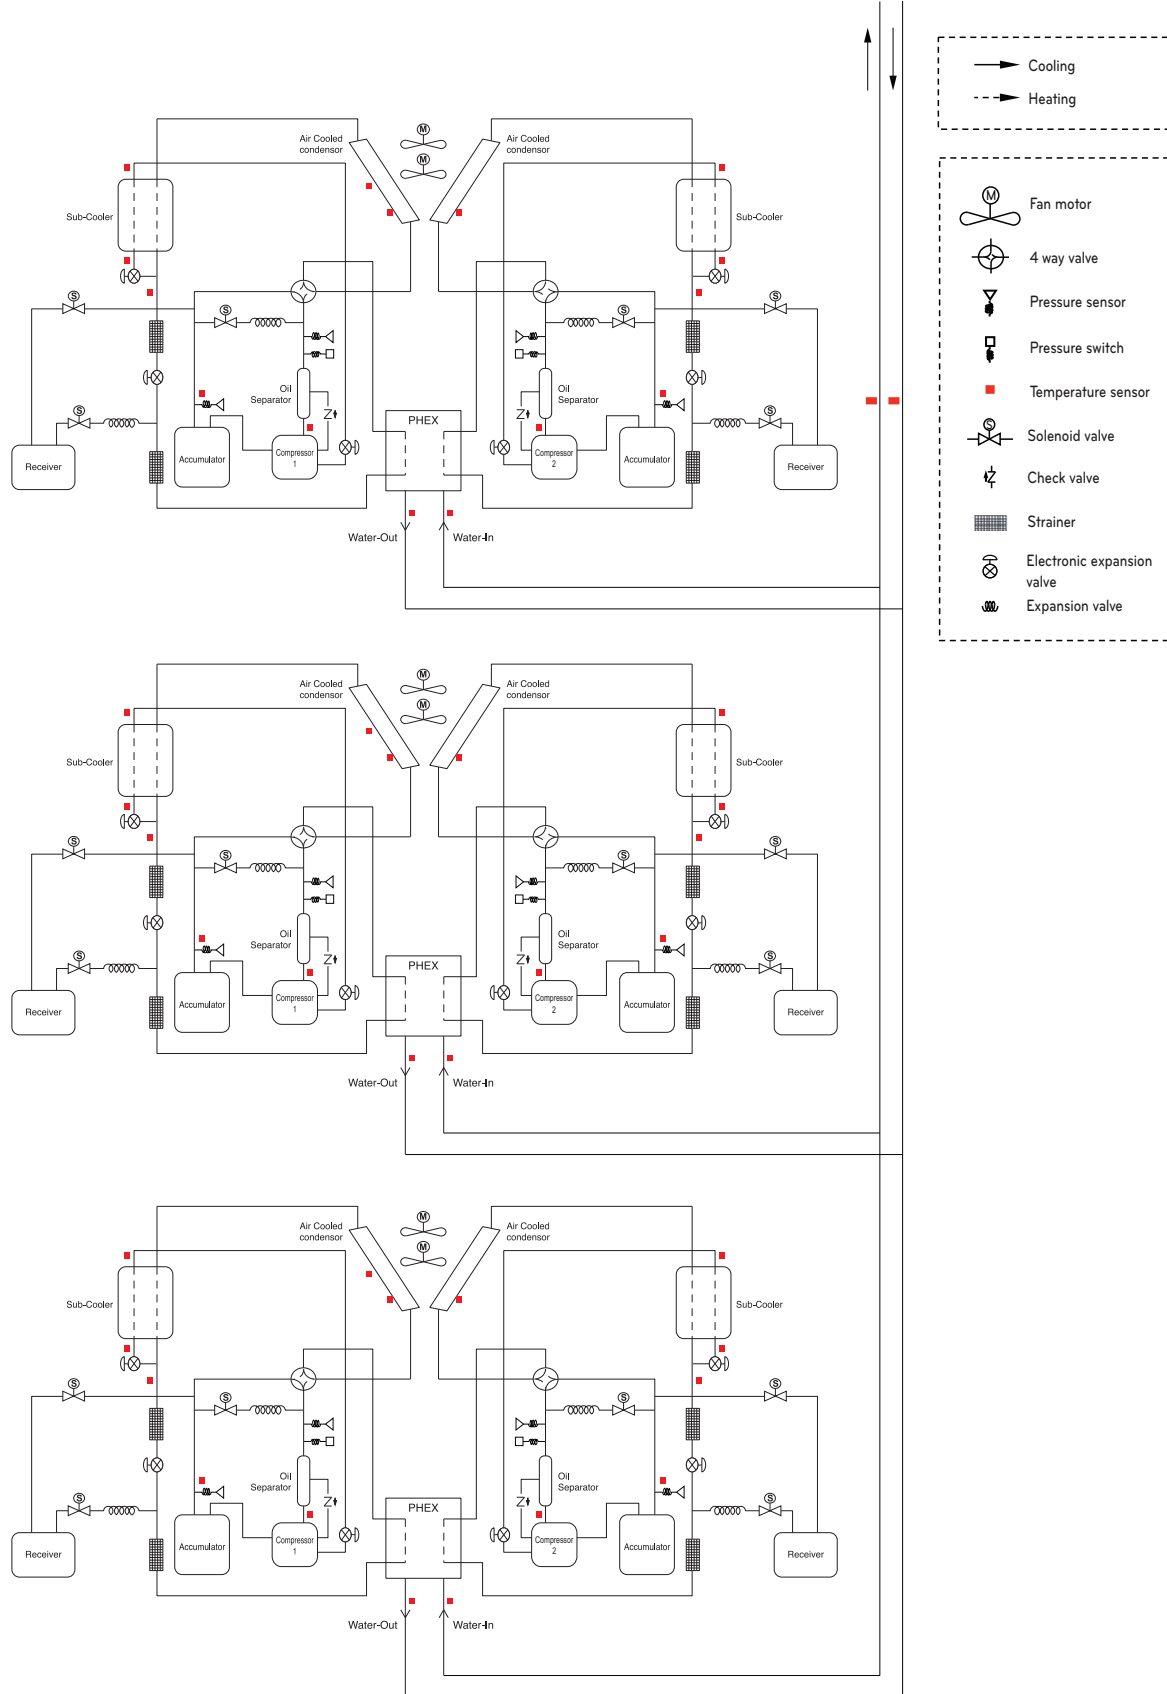 Cooling
Heating
Fan motor
4 way valve
Pressure sensor
Pressure switch
Temperature sensor
S
Solenoid valve
Check valve
Strainer
Electronic expansion
valve
Expansion valve
M
M
M
Air Cooled
condensor
Air Cooled
condensor
Sub-Cooler
Sub-Cooler
S
S
S
S
Oil
Separator
Oil
Separator
S
S
Z
Z
PHEX
Receiver
Accumulator
Compressor
1
Compressor
2
Accumulator
Receiver
Water-Out
Water-In
M
M
Air Cooled
condensor
Air Cooled
condensor
Sub-Cooler
Sub-Cooler
S
S
S
S
Oil
Separator
Oil
Separator
S
S
Z
Z
PHEX
Receiver
Accumulator
Compressor
1
Compressor
2
Accumulator
Receiver
Water-Out
Water-In
M
M
Air Cooled
condensor
Air Cooled
condensor
Sub-Cooler
Sub-Cooler
S
S
S
S
Oil
Separator
Oil
Separator
S
S
Z
Z
PHEX
Receiver
Accumulator
Compressor
1
Compressor
2
Accumulator
Receiver
Water-Out
Water-In